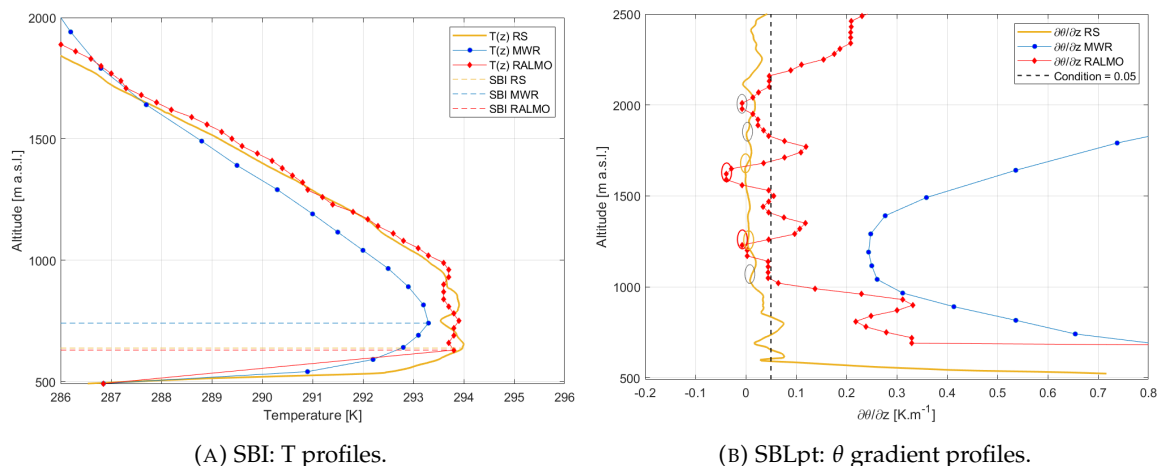 2000
1500
1000
500
Altitude [m a.s.l.]
286 287 288 289 290 291 292 293 294 295 296
Temperature [K]
T(z) RS
T(z) MWR
T(z) RALMO
SBI RS
SBI MWR
SBI RALMO
(A) SBI: T profiles.
2500
2000
1500
1000
500
Altitude [m a.s.l.]
-0.2 -0.1 0 0.1 0.2 0.3 0.4 0.5 0.6 0.7 0.8
∂θ/∂z [K.m⁻¹]
∂θ/∂z RS
∂θ/∂z MWR
∂θ/∂z RALMO
Condition = 0.05
(B) SBLpt: θ gradient profiles.